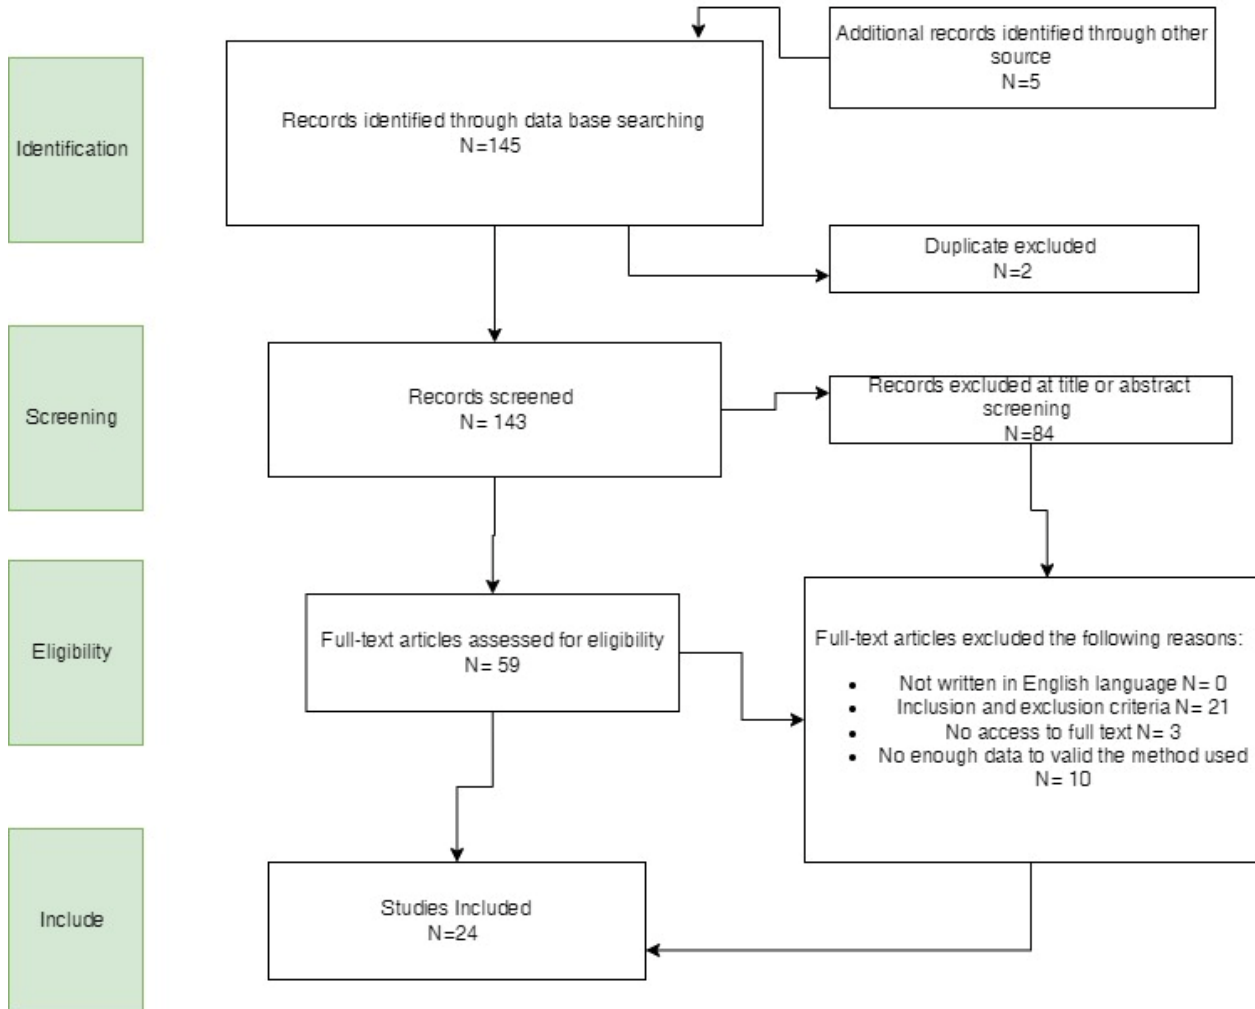 Additional records identified through other
source
N=5
Identification
Records identified through data base searching
N=145
Duplicate excluded
N=2
Screening
Records screened
N= 143
Records excluded at title or abstract
screening
N=84
Eligibility
Full-text articles assessed for eligibility
N= 59
Full-text articles excluded the following reasons:
• Not written in English language N= 0
• Inclusion and exclusion criteria N= 21
• No access to full text N= 3
• No enough data to valid the method used
N= 10
Include
Studies Included
N=24